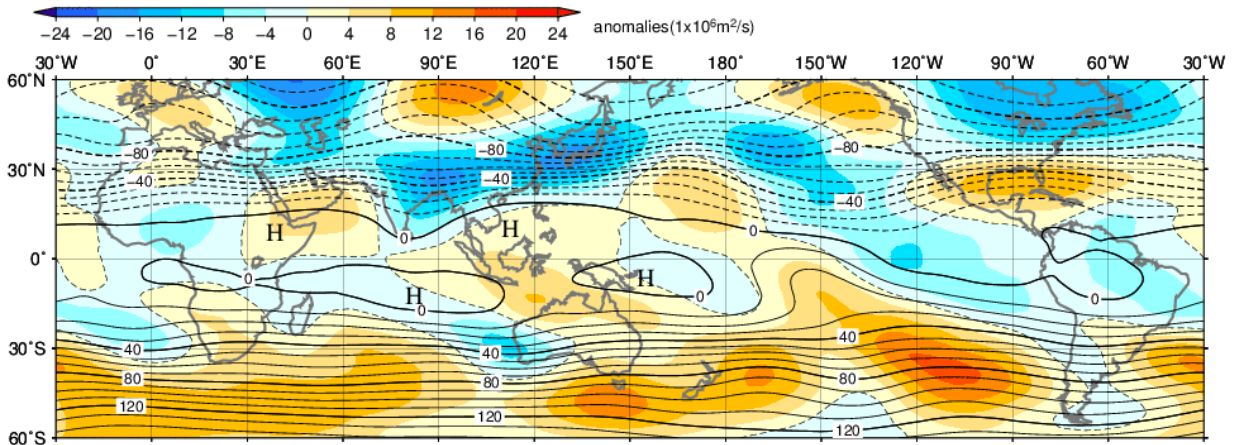 −24 −20 −16 −12 −8 −4 0 4 8 12 16 20 24
anomalies(1x10⁶m²/s)
30°W 0° 30°E 60°E 90°E 120°E 150°E 180° 150°W 120°W 90°W 60°W 30°W
60°N
−80 −80 −80
30°N
−40 −40
−40
H H
0 0
0°
0 H H
0 0 0
30°S
40 40 40
80 80 80
120 120 120
60°S